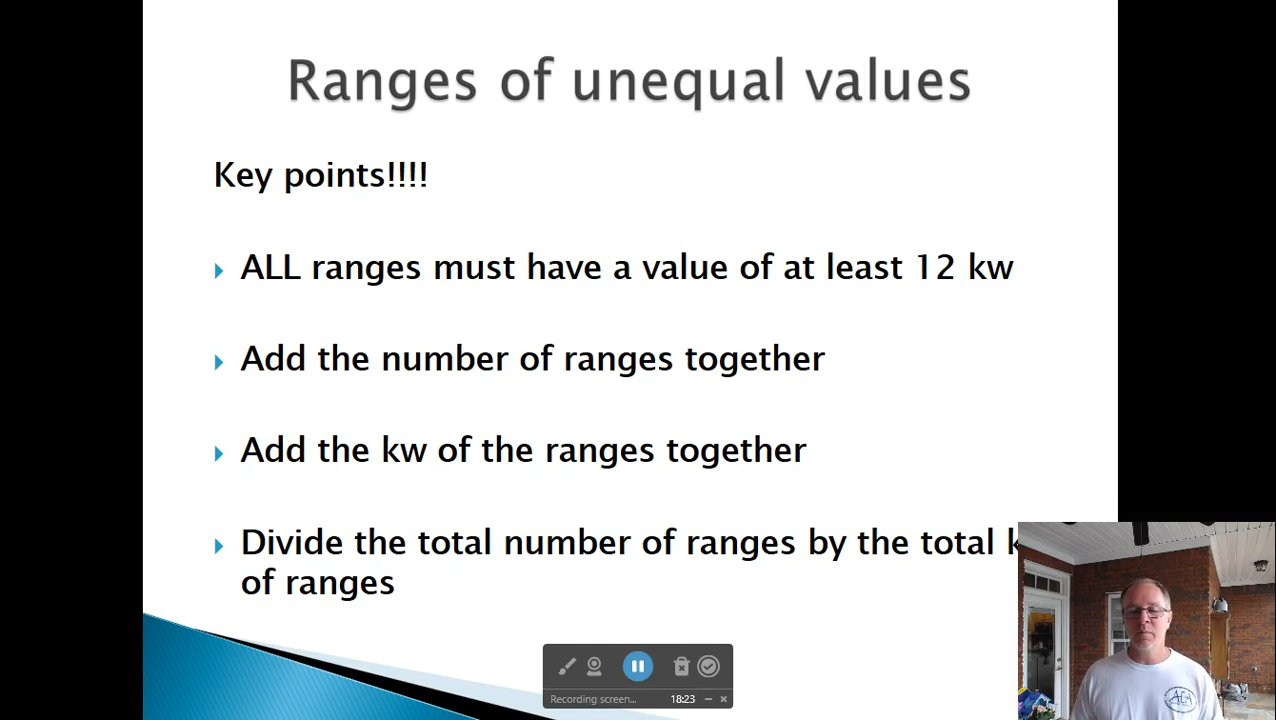 Ranges of unequal values
Key points!!!!
ALL ranges must have a value of at least 12 kw
Add the number of ranges together
Add the kw of the ranges together
Divide the total number of ranges by the total
of ranges
Recording screen...
18:23